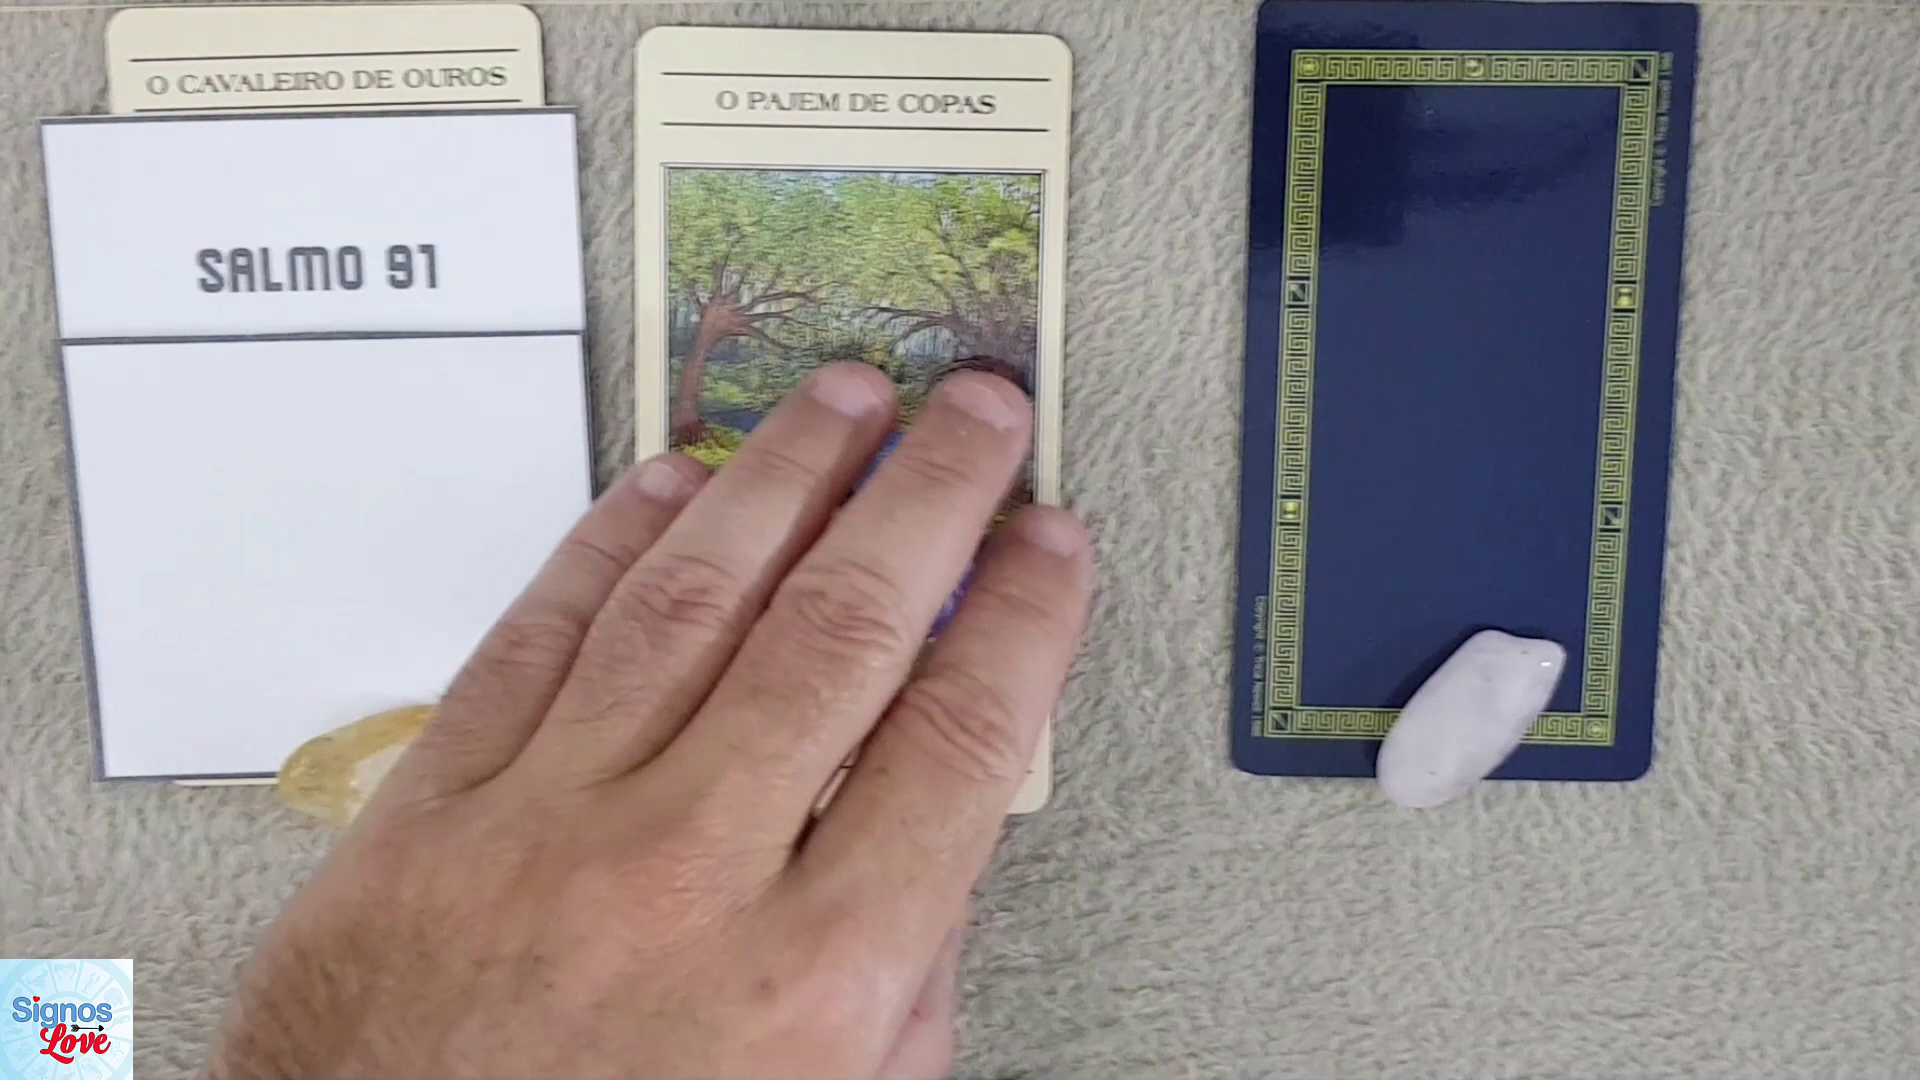 O CAVALEIRO DE OUROS
O PAJEM DE COPAS
SALMO 91
Signos
Love